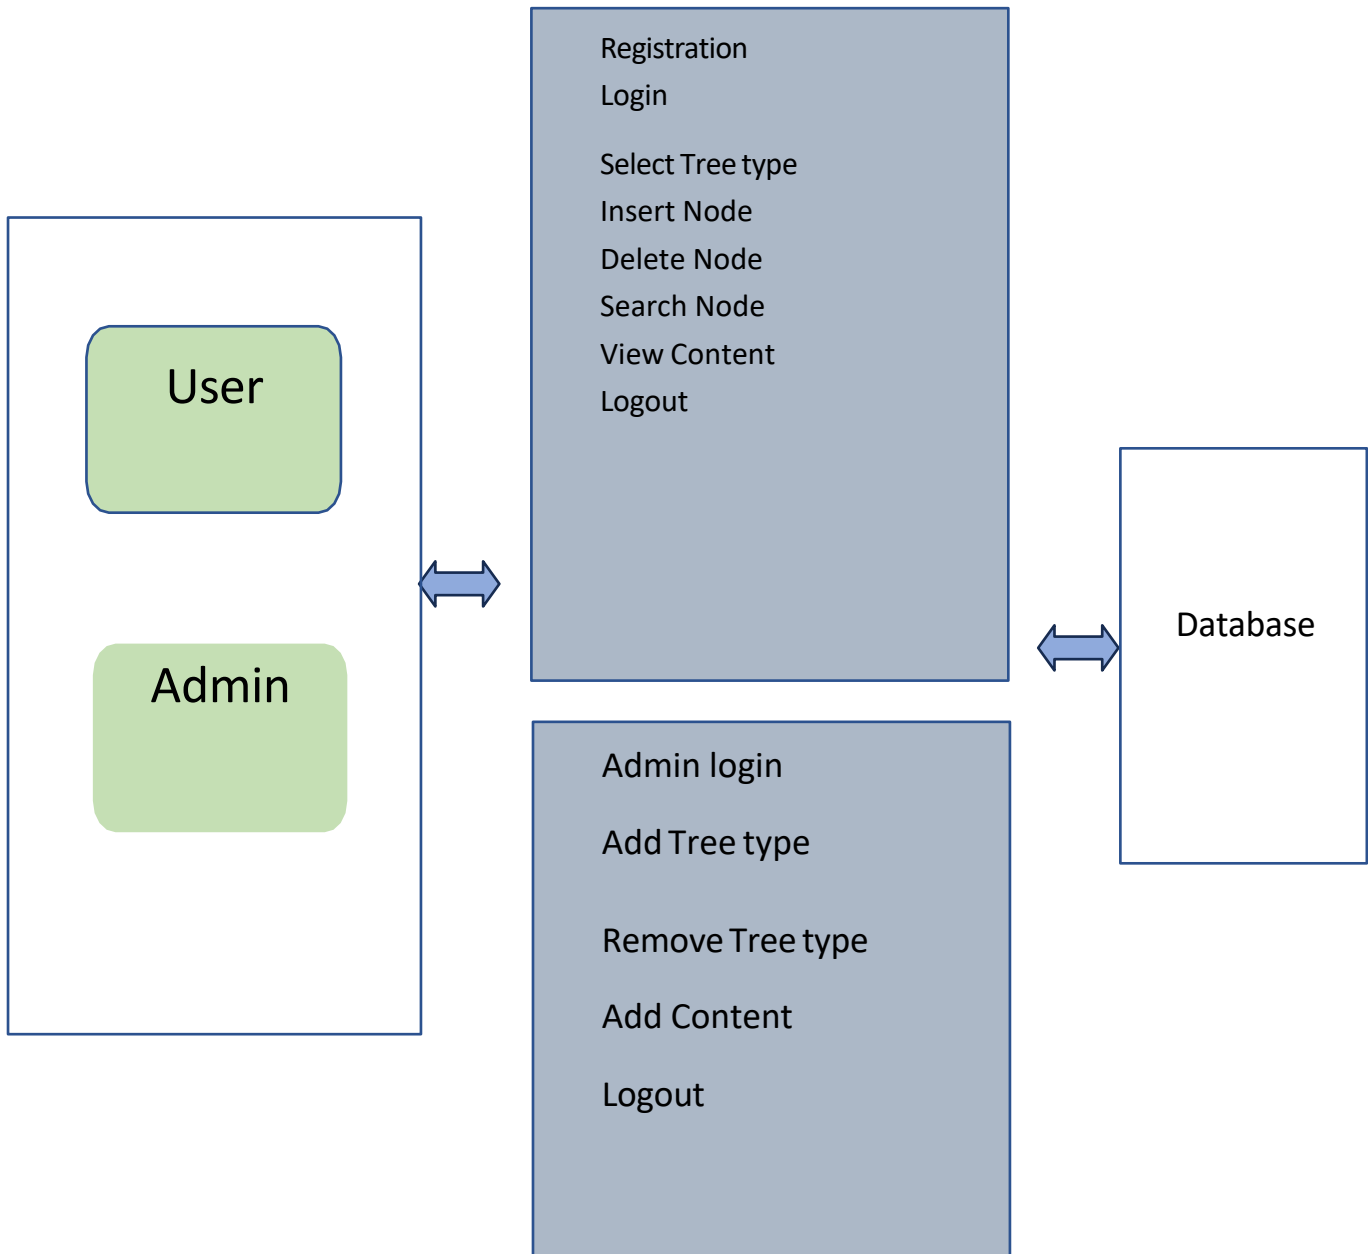 User
Admin
Registration
Login
Select Tree type
Insert Node
Delete Node
Search Node
View Content
Logout
Admin login
Add Tree type
Remove Tree type
Add Content
Logout
Database